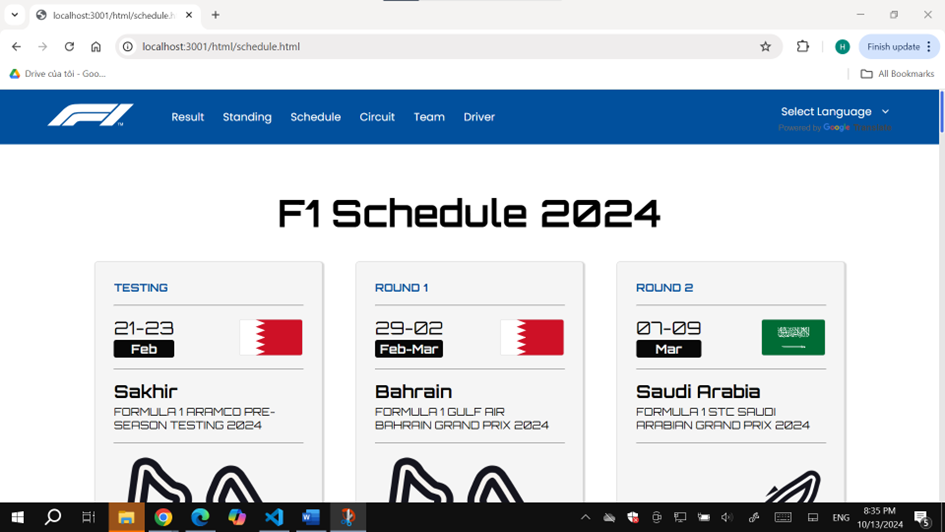 localhost:3001/html/schedule.h
localhost:3001/html/schedule.html
H
Finish update
Drive của tôi - Goo...
All Bookmarks
F1
TM
Result
Standing
Schedule
Circuit
Team
Driver
Select Language
Powered by Google
F1 Schedule 2024
TESTING
21-23
Feb
Sakhir
FORMULA 1 ARAMCO PRE-
SEASON TESTING 2024
ROUND 1
29-02
Feb-Mar
Bahrain
FORMULA 1 GULF AIR
BAHRAIN GRAND PRIX 2024
ROUND 2
07-09
Mar
Saudi Arabia
FORMULA 1 STC SAUDI
ARABIAN GRAND PRIX 2024
ENG
8:35 PM
10/13/2024
5